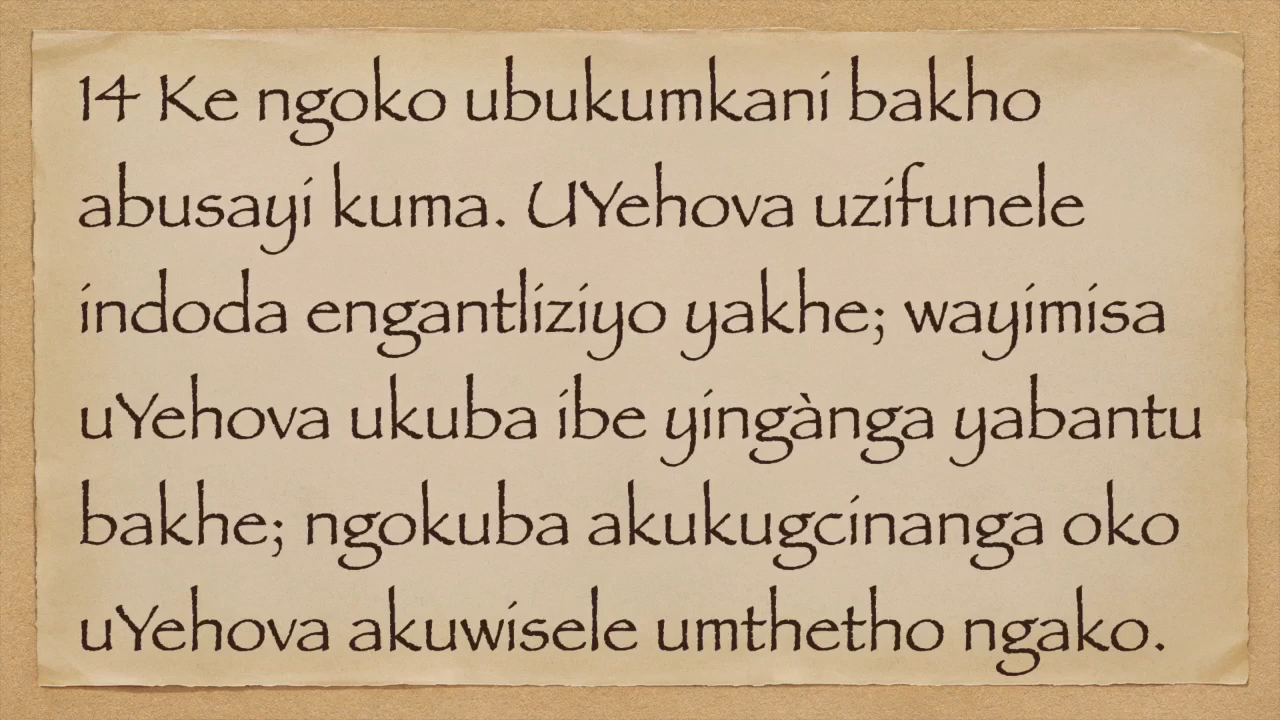 14 Ke ngoko ubukumkani bakho
abusayi kuma. UYehova uzifunele
indoda engantliziyo yakhe; wayimisa
uYehova ukuba ibe yingànga yabantu
bakhe; ngokuba akukugcinanga oko
uYehova akuwisele umthetho ngako.